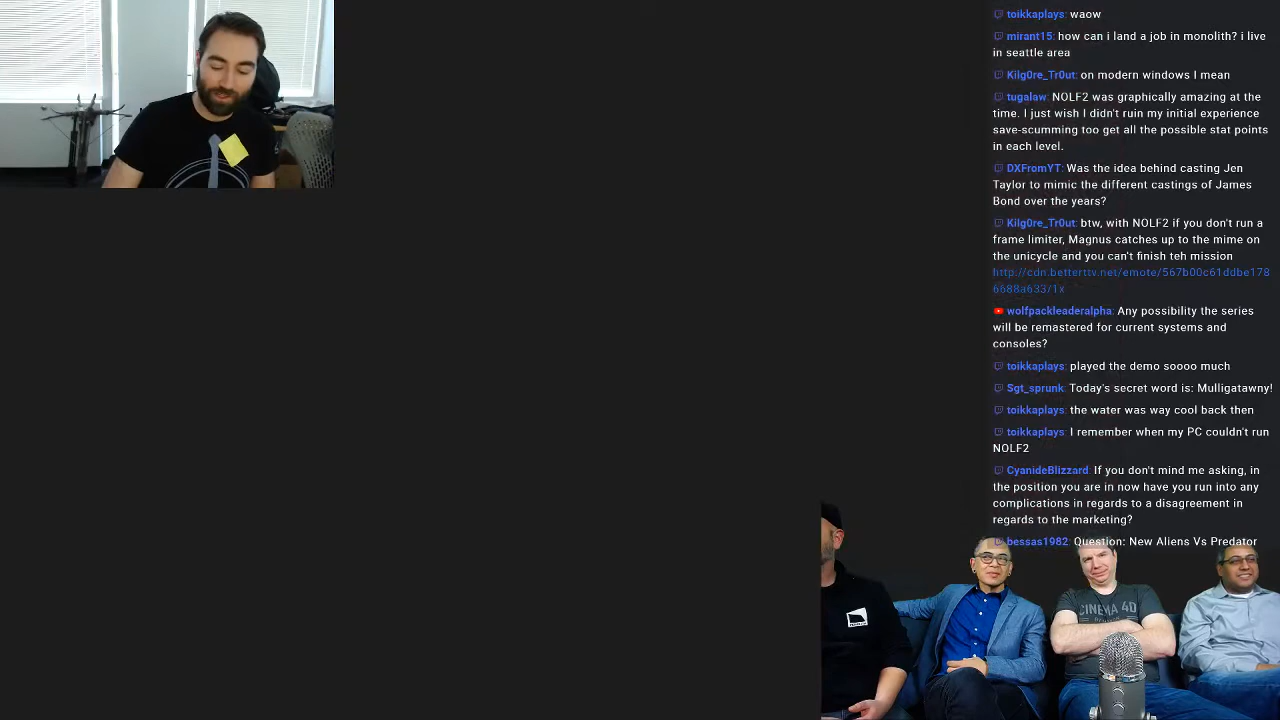 toikkaplays: waow
mirant15: how can i land a job in monolith? i live
in seattle area
Kilg0re_Tr0ut: on modern windows I mean
tugalaw: NOLF2 was graphically amazing at the
time. I just wish I didn't ruin my initial experience
save-scumming too get all the possible stat points
in each level.
DXFromYT: Was the idea behind casting Jen
Taylor to mimic the different castings of James
Bond over the years?
Kilg0re_Tr0ut: btw, with NOLF2 if you don't run a
frame limiter, Magnus catches up to the mime on
the unicycle and you can't finish teh mission
http://cdn.betterttv.net/emote/567b00c61ddbe178
6688a633/1x
wolfpackleaderalpha: Any possibility the series
will be remastered for current systems and
consoles?
toikkaplays: played the demo soooo much
Sgt_sprunk: Today's secret word is: Mulligatawny!
toikkaplays: the water was way cool back then
toikkaplays: I remember when my PC couldn't run
NOLF2
CyanideBlizzard: If you don't mind me asking, in
the position you are in now have you run into any
complications in regards to a disagreement in
regards to the marketing?
bessas1982: Question: New Aliens Vs Predator
CINEMA 4D